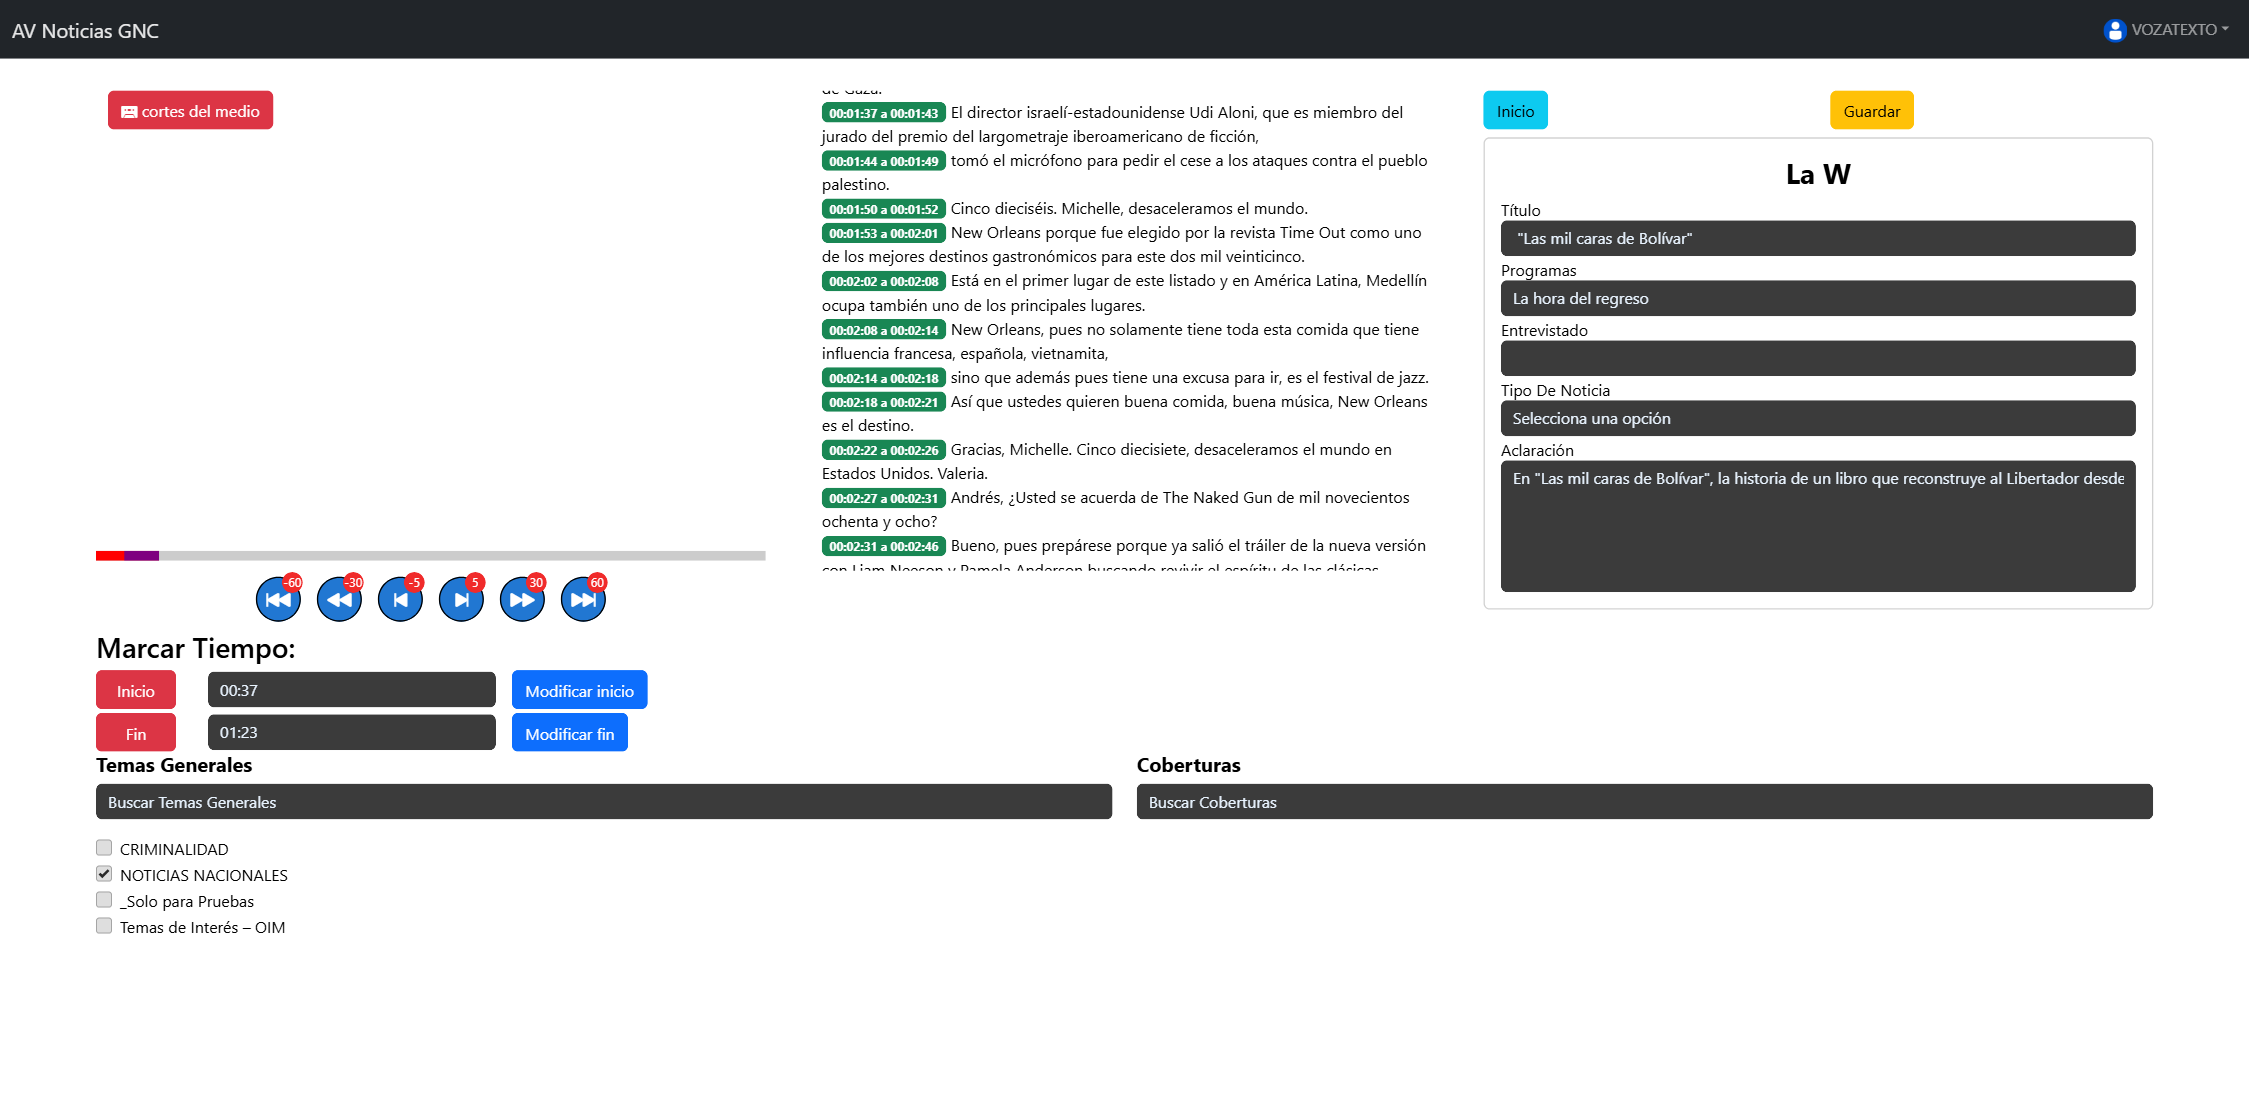 AV Noticias GNC
VOZATEXTO
cortes del medio
de Gaza.
00:01:37 a 00:01:43 El director israelí-estadounidense Udi Aloni, que es miembro del
jurado del premio del largometraje iberoamericano de ficción,
00:01:44 a 00:01:49 tomó el micrófono para pedir el cese a los ataques contra el pueblo
palestino.
00:01:50 a 00:01:52 Cinco dieciséis. Michelle, desaceleramos el mundo.
00:01:53 a 00:02:01 New Orleans porque fue elegido por la revista Time Out como uno
de los mejores destinos gastronómicos para este dos mil veinticinco.
00:02:02 a 00:02:08 Está en el primer lugar de este listado y en América Latina, Medellín
ocupa también uno de los principales lugares.
00:02:08 a 00:02:14 New Orleans, pues no solamente tiene toda esta comida que tiene
influencia francesa, española, vietnamita,
00:02:14 a 00:02:18 sino que además pues tiene una excusa para ir, es el festival de jazz.
00:02:18 a 00:02:21 Así que ustedes quieren buena comida, buena música, New Orleans
es el destino.
00:02:22 a 00:02:26 Gracias, Michelle. Cinco diecisiete, desaceleramos el mundo en
Estados Unidos. Valeria.
00:02:27 a 00:02:31 Andrés, ¿Usted se acuerda de The Naked Gun de mil novecientos
ochenta y ocho?
00:02:31 a 00:02:46 Bueno, pues prepárese porque ya salió el tráiler de la nueva versión
con Liam Neeson y Pamela Anderson buscando revivir el espíritu de las clásicas
Inicio
Guardar
La W
Título
"Las mil caras de Bolívar"
Programas
La hora del regreso
Entrevistado
Tipo De Noticia
Selecciona una opción
Aclaración
En "Las mil caras de Bolívar", la historia de un libro que reconstruye al Libertador desde
-60 -30 -5 5 30 60
Marcar Tiempo:
Inicio 00:37 Modificar inicio
Fin 01:23 Modificar fin
Temas Generales
Buscar Temas Generales
CRIMINALIDAD
NOTICIAS NACIONALES
_Solo para Pruebas
Temas de Interés – OIM
Coberturas
Buscar Coberturas